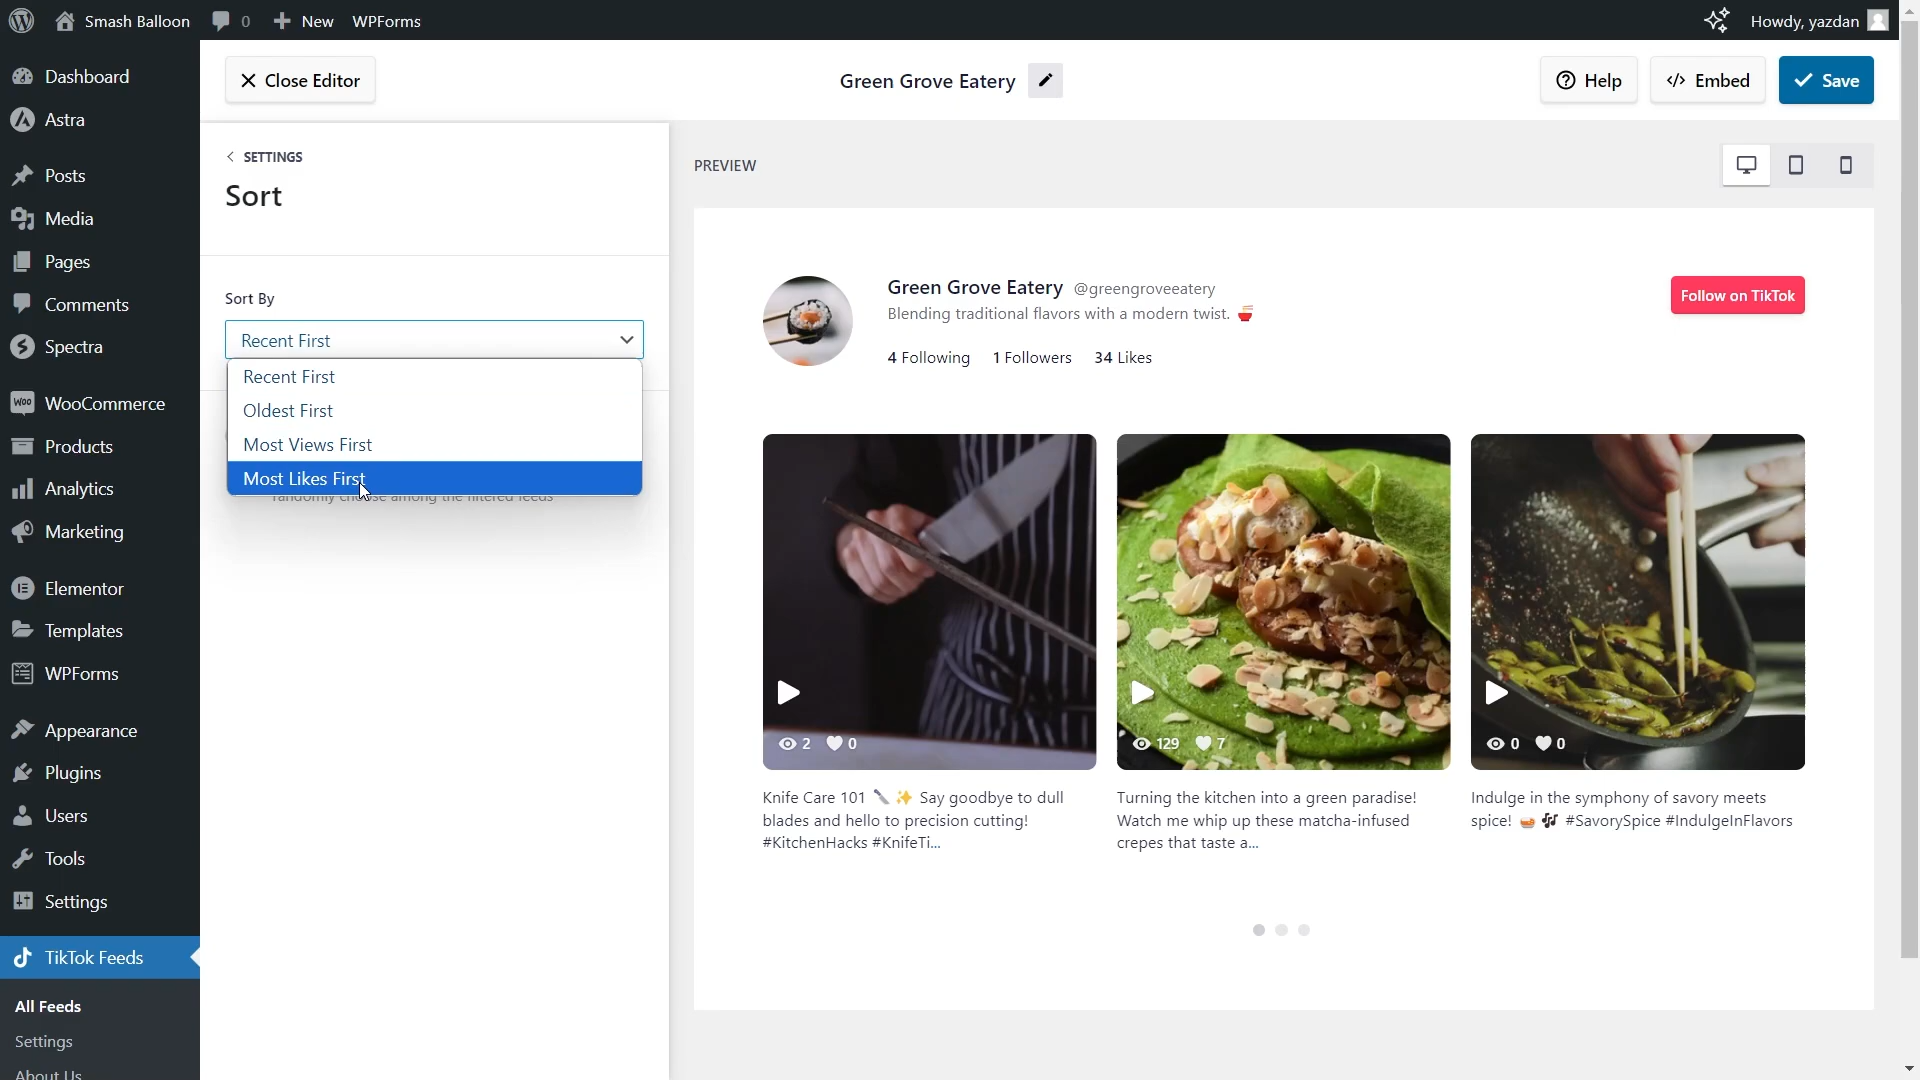 Smash Balloon 0 New WPForms Howdy, yazdan
Dashboard
Astra
Posts
Media
Pages
Comments
Spectra
WooCommerce
Products
Analytics
Marketing
Elementor
Templates
WPForms
Appearance
Plugins
Users
Tools
Settings
TikTok Feeds
All Feeds
Settings
About Us
Close Editor
Green Grove Eatery
Help
Embed
Save
SETTINGS
Sort
Sort By
Recent First
Recent First
Oldest First
Most Views First
Most Likes First
randomly choose among the filtered feeds
PREVIEW
Green Grove Eatery @greengroveeatery
Blending traditional flavors with a modern twist. 🍜
4 Following 1 Followers 34 Likes
Follow on TikTok
2 0
Knife Care 101 🔪 ✨ Say goodbye to dull
blades and hello to precision cutting!
#KitchenHacks #KnifeTi...
129 7
Turning the kitchen into a green paradise!
Watch me whip up these matcha-infused
crepes that taste a...
0 0
Indulge in the symphony of savory meets
spice! 🍛 🎶 #SavorySpice #IndulgeInFlavors